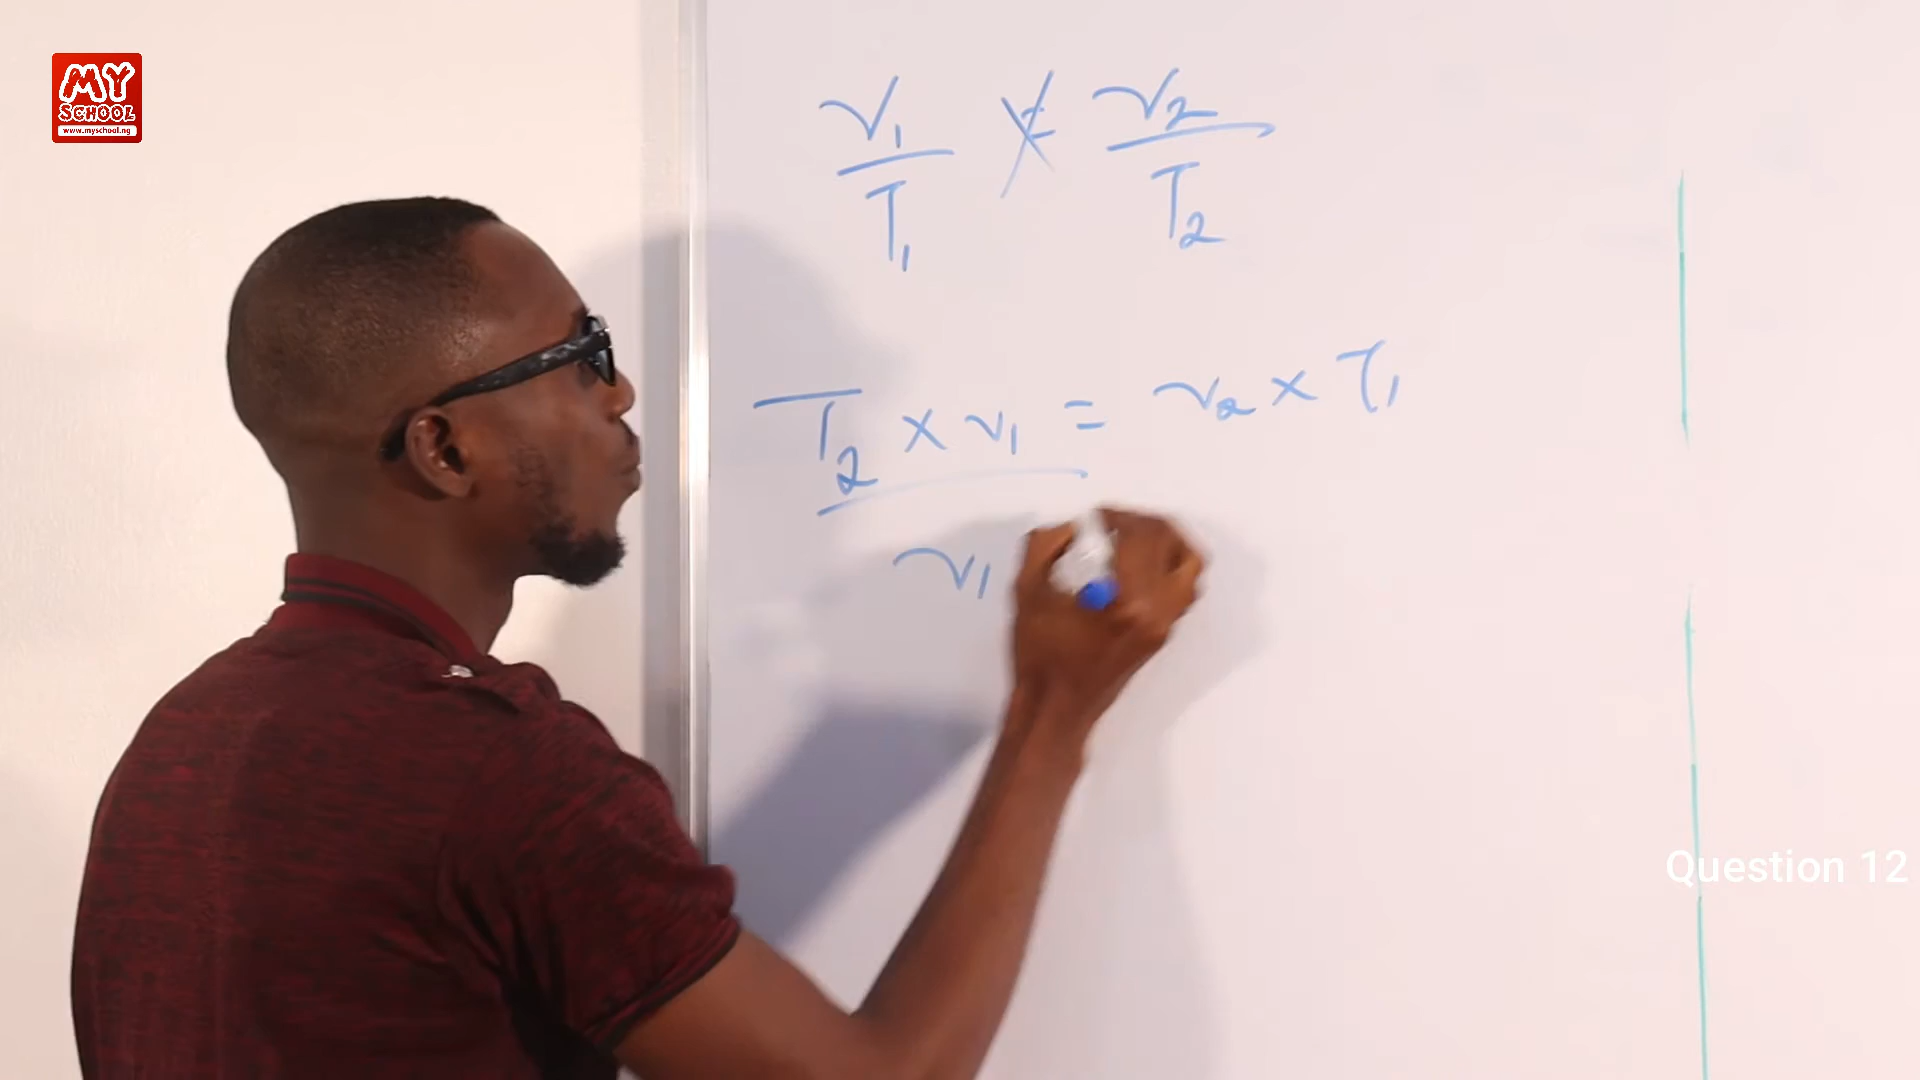 MY
SCHOOL
www.myschool.ng
V₁ = V₂
T₁ T₂
T₂ × V₁ = V₂ × T₁
V₁
Question 12